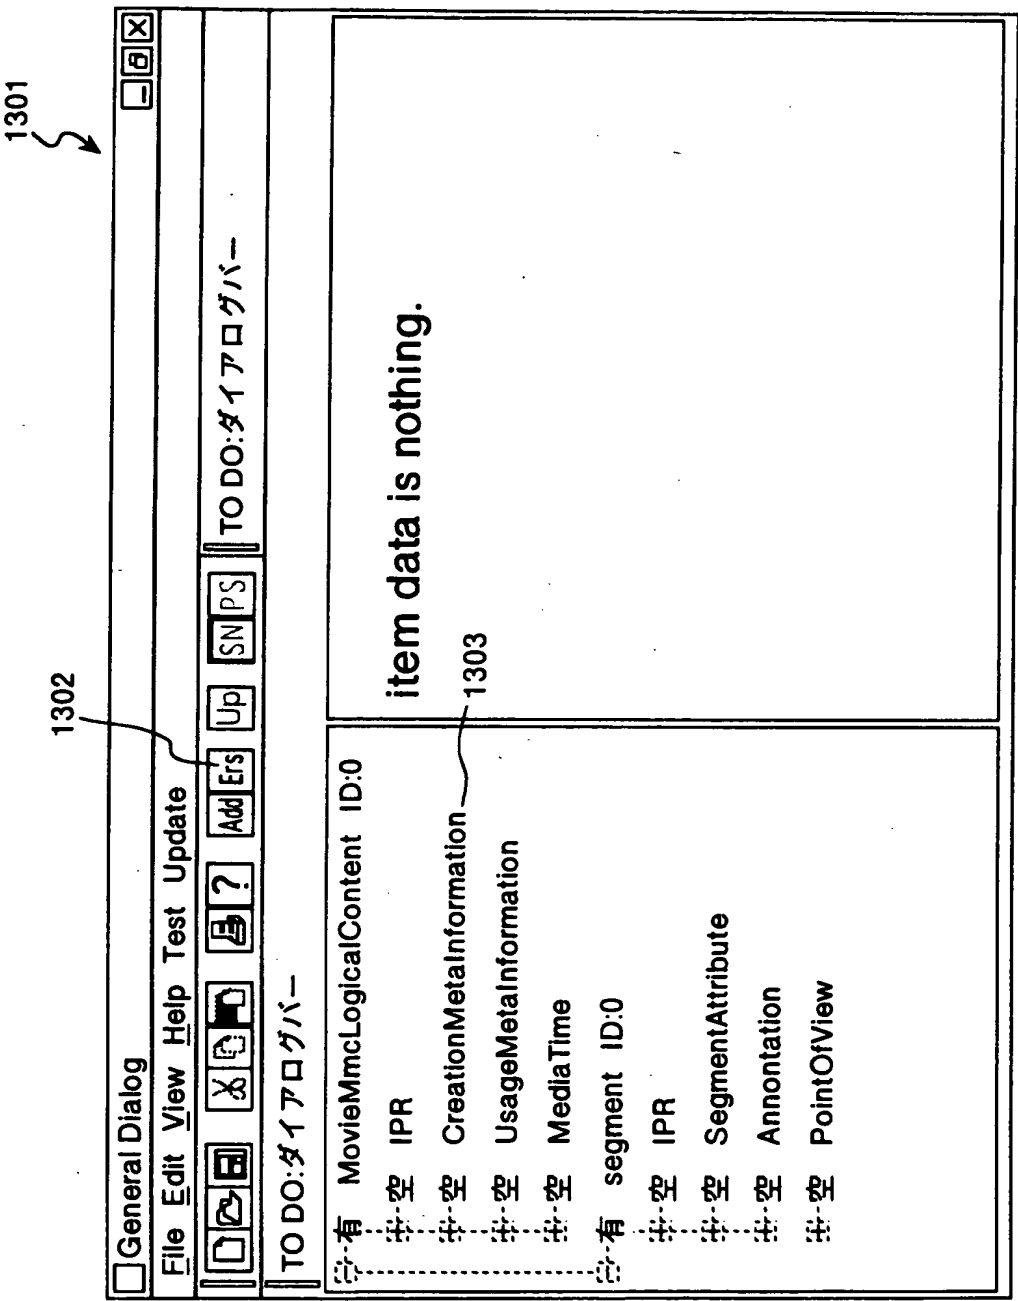 1301
General Dialog
File Edit View Help Test Update
1302
? Add Ers Up SN PS
TO DO:ダイアログバー
TO DO:ダイアログバー
有 MovieMmcLogicalContent ID:0
空 IPR
空 CreationMetaInformation
1303
空 UsageMetaInformation
空 MediaTime
有 segment ID:0
空 IPR
空 SegmentAttribute
空 Annontation
空 PointOfView
item data is nothing.